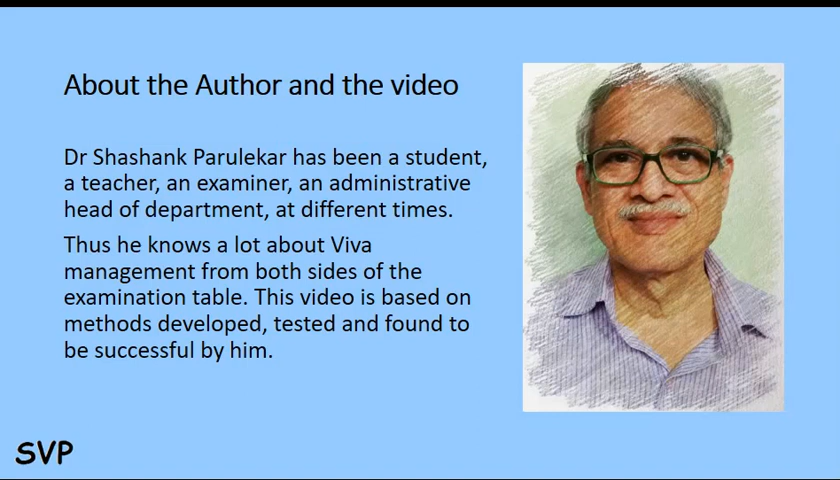 About the Author and the video
Dr Shashank Parulekar has been a student,
a teacher, an examiner, an administrative
head of department, at different times.
Thus he knows a lot about Viva
management from both sides of the
examination table. This video is based on
methods developed, tested and found to
be successful by him.
SVP